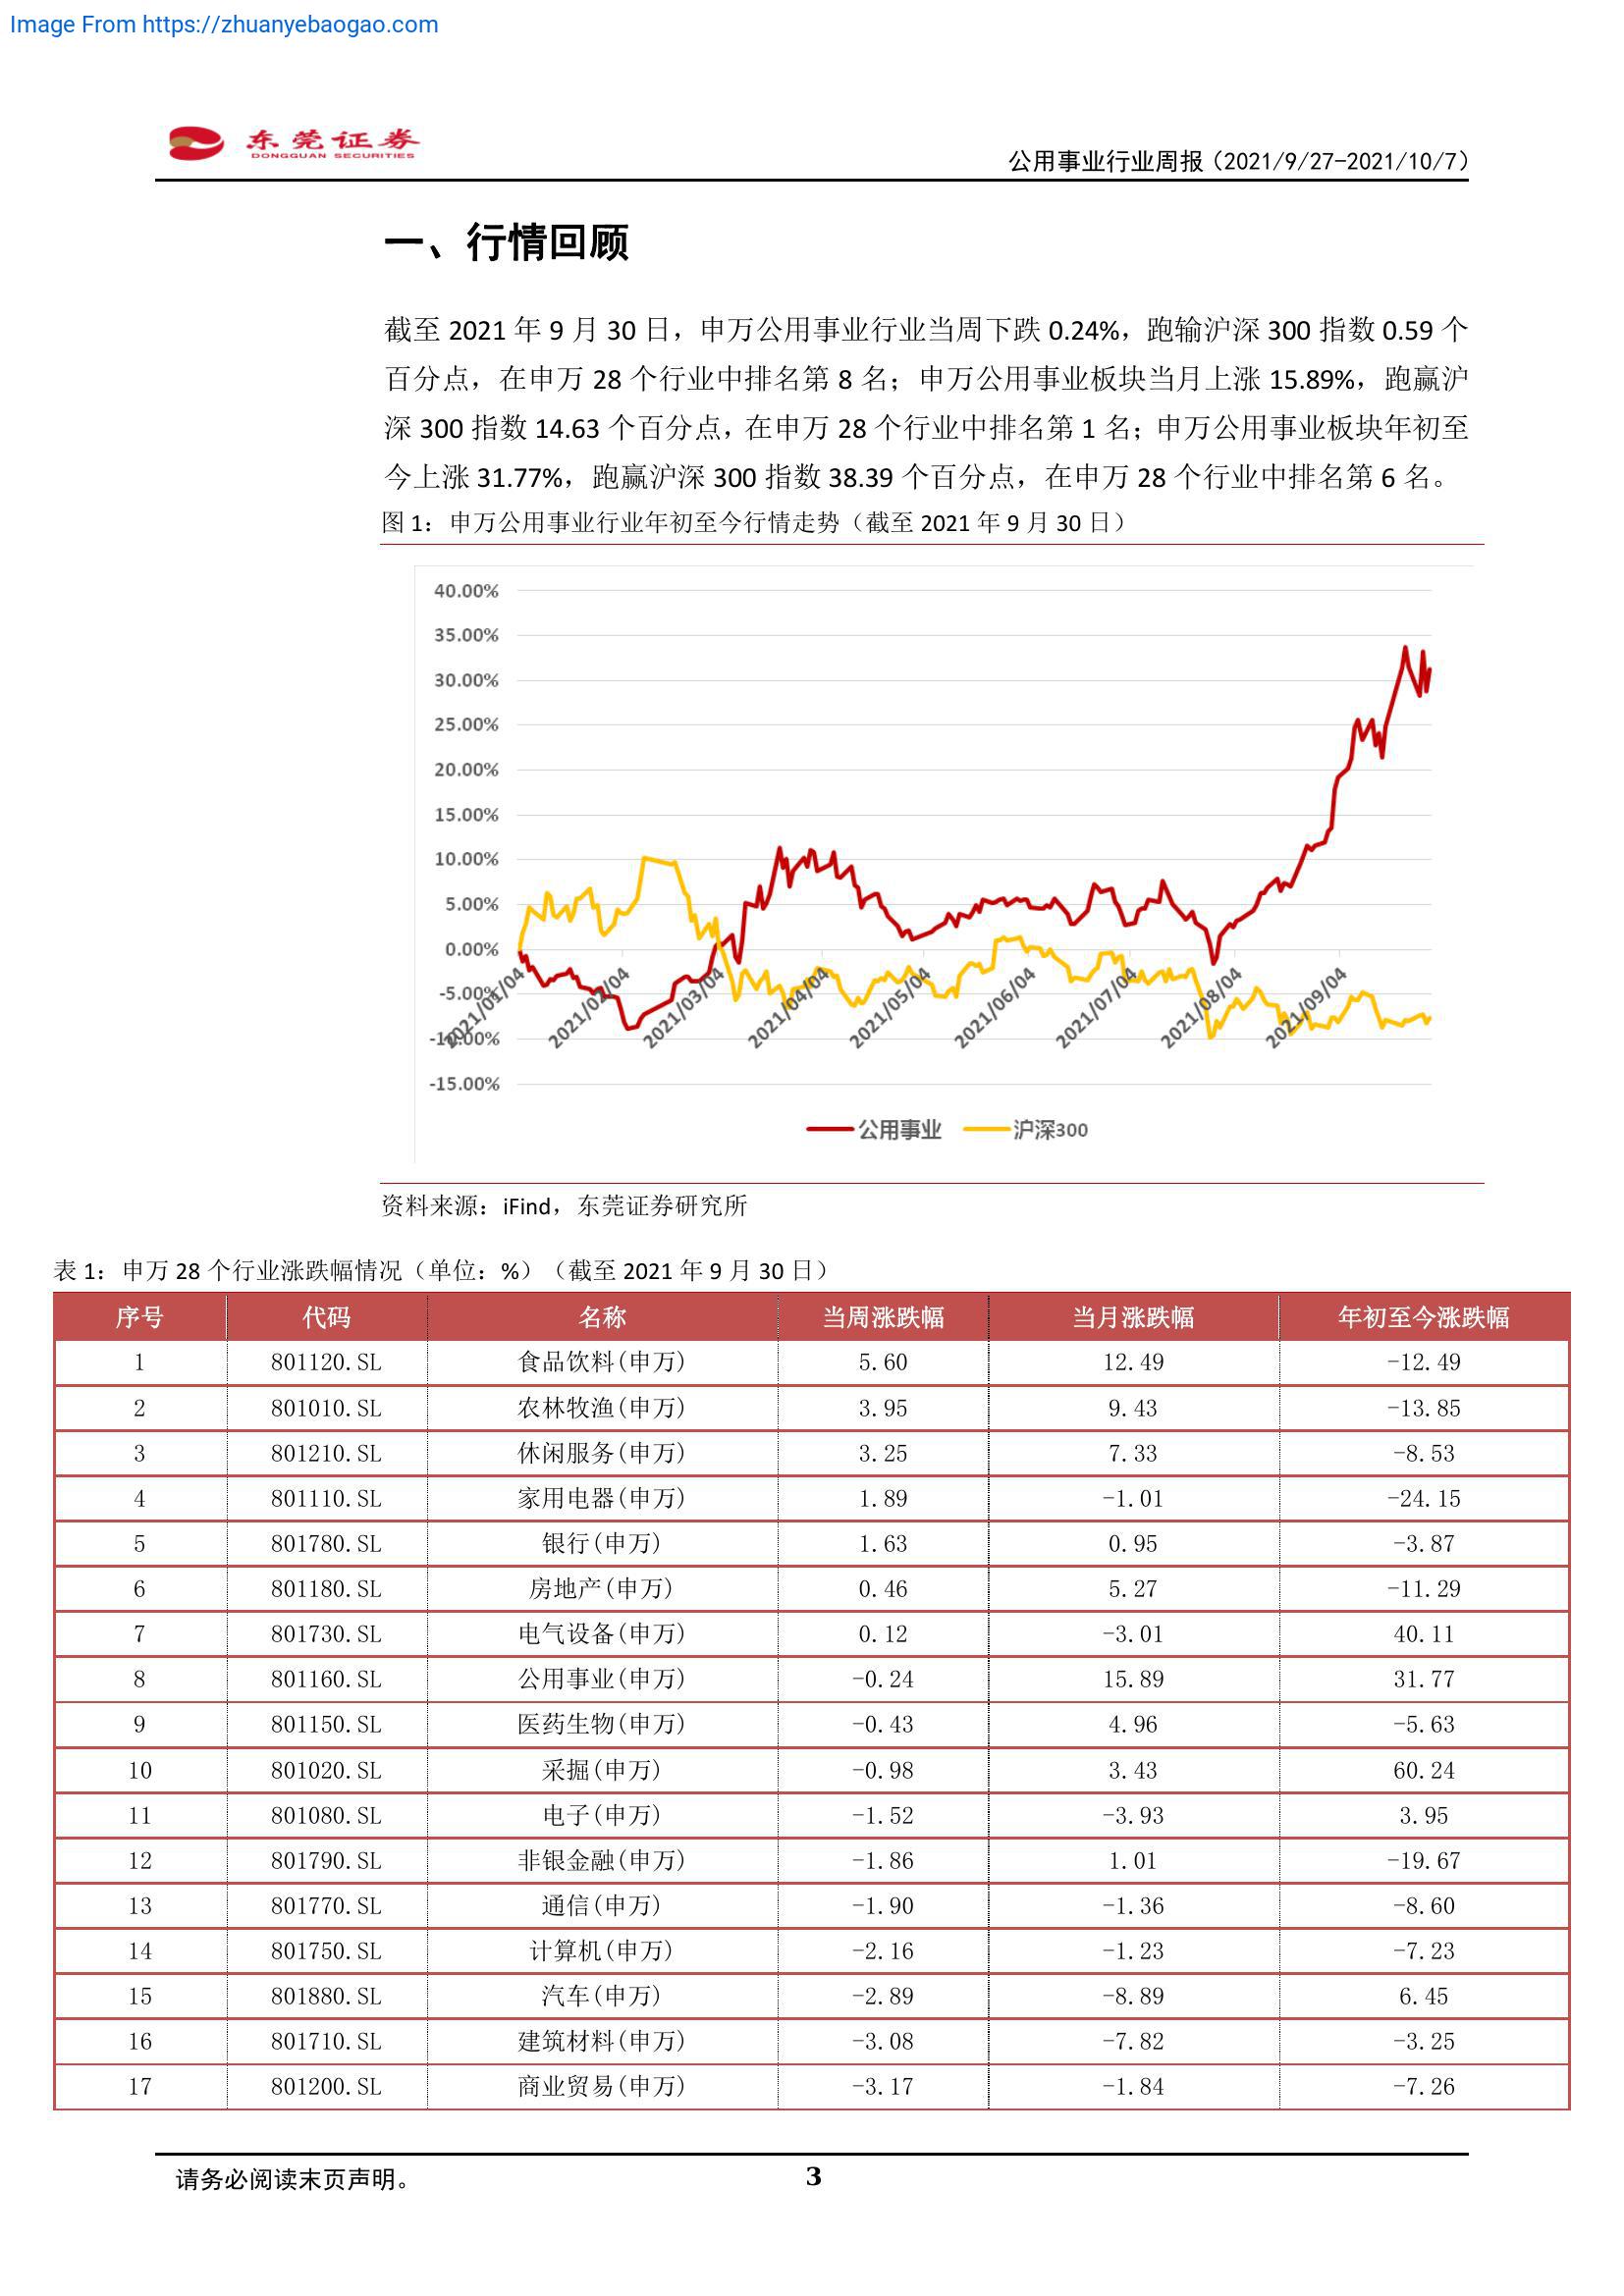 Image From https://zhuanyebaogao.com
东莞证券
DONGGUAN SECURITIES
公用事业行业周报（2021/9/27-2021/10/7）
一、行情回顾
截至 2021 年 9 月 30 日，申万公用事业行业当周下跌 0.24%，跑输沪深 300 指数 0.59 个
百分点，在申万 28 个行业中排名第 8 名；申万公用事业板块当月上涨 15.89%，跑赢沪
深 300 指数 14.63 个百分点，在申万 28 个行业中排名第 1 名；申万公用事业板块年初至
今上涨 31.77%，跑赢沪深 300 指数 38.39 个百分点，在申万 28 个行业中排名第 6 名。
图 1：申万公用事业行业年初至今行情走势（截至 2021 年 9 月 30 日）
40.00%
35.00%
30.00%
25.00%
20.00%
15.00%
10.00%
5.00%
0.00%
-5.00%
-10.00%
-15.00%
2021/01/04 2021/02/04 2021/03/04 2021/04/04 2021/05/04 2021/06/04 2021/07/04 2021/08/04 2021/09/04
公用事业 沪深300
资料来源：iFind，东莞证券研究所
表 1：申万 28 个行业涨跌幅情况（单位：%）（截至 2021 年 9 月 30 日）
序号 代码 名称 当周涨跌幅 当月涨跌幅 年初至今涨跌幅
1 801120.SL 食品饮料(申万) 5.60 12.49 -12.49
2 801010.SL 农林牧渔(申万) 3.95 9.43 -13.85
3 801210.SL 休闲服务(申万) 3.25 7.33 -8.53
4 801110.SL 家用电器(申万) 1.89 -1.01 -24.15
5 801780.SL 银行(申万) 1.63 0.95 -3.87
6 801180.SL 房地产(申万) 0.46 5.27 -11.29
7 801730.SL 电气设备(申万) 0.12 -3.01 40.11
8 801160.SL 公用事业(申万) -0.24 15.89 31.77
9 801150.SL 医药生物(申万) -0.43 4.96 -5.63
10 801020.SL 采掘(申万) -0.98 3.43 60.24
11 801080.SL 电子(申万) -1.52 -3.93 3.95
12 801790.SL 非银金融(申万) -1.86 1.01 -19.67
13 801770.SL 通信(申万) -1.90 -1.36 -8.60
14 801750.SL 计算机(申万) -2.16 -1.23 -7.23
15 801880.SL 汽车(申万) -2.89 -8.89 6.45
16 801710.SL 建筑材料(申万) -3.08 -7.82 -3.25
17 801200.SL 商业贸易(申万) -3.17 -1.84 -7.26
请务必阅读末页声明。
3